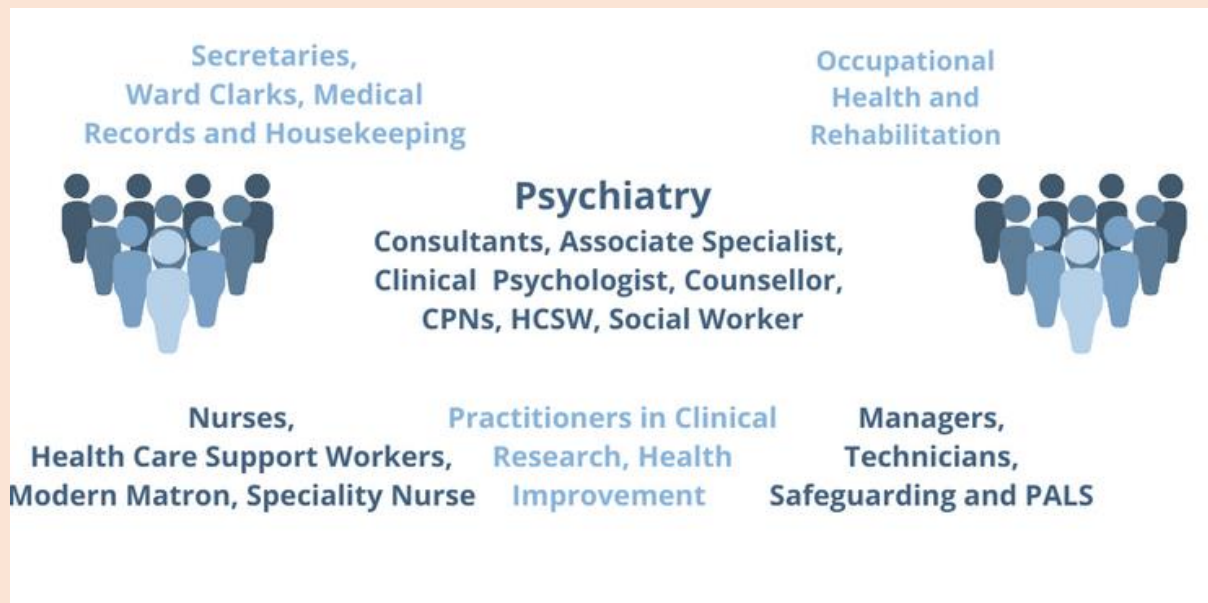 Secretaries,
Ward Clarks, Medical
Records and Housekeeping
Occupational
Health and
Rehabilitation
Psychiatry
Consultants, Associate Specialist,
Clinical Psychologist, Counsellor,
CPNs, HCSW, Social Worker
Nurses,
Health Care Support Workers,
Modern Matron, Speciality Nurse
Practitioners in Clinical
Research, Health
Improvement
Managers,
Technicians,
Safeguarding and PALS